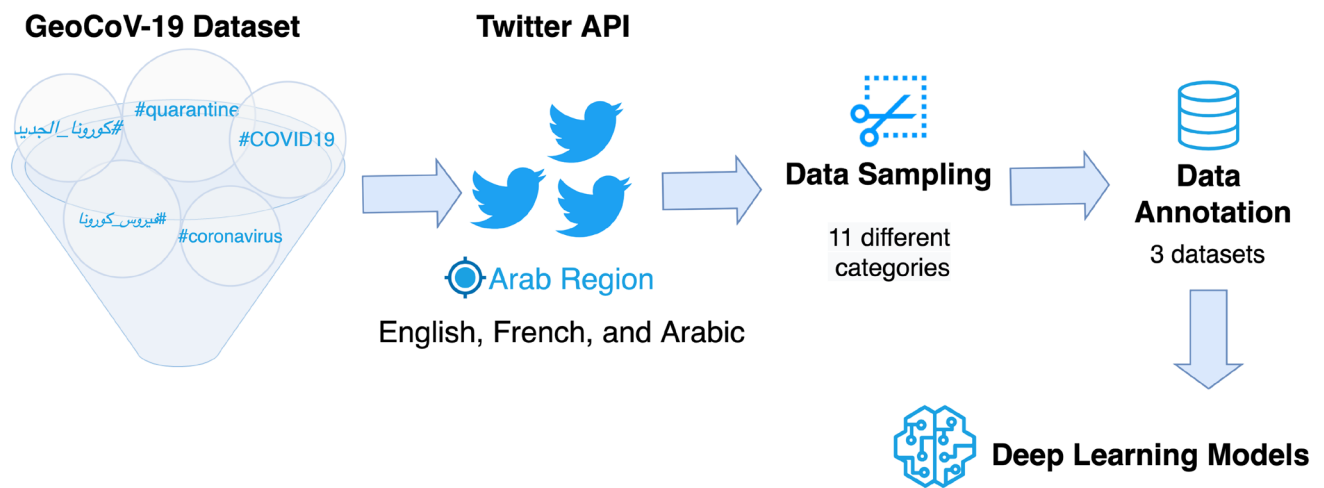 GeoCoV-19 Dataset
#quarantine
#كورونا_الجديد
#COVID19
#فيروس_كورونا
#coronavirus
Twitter API
Arab Region
English, French, and Arabic
Data Sampling
11 different
categories
Data
Annotation
3 datasets
Deep Learning Models